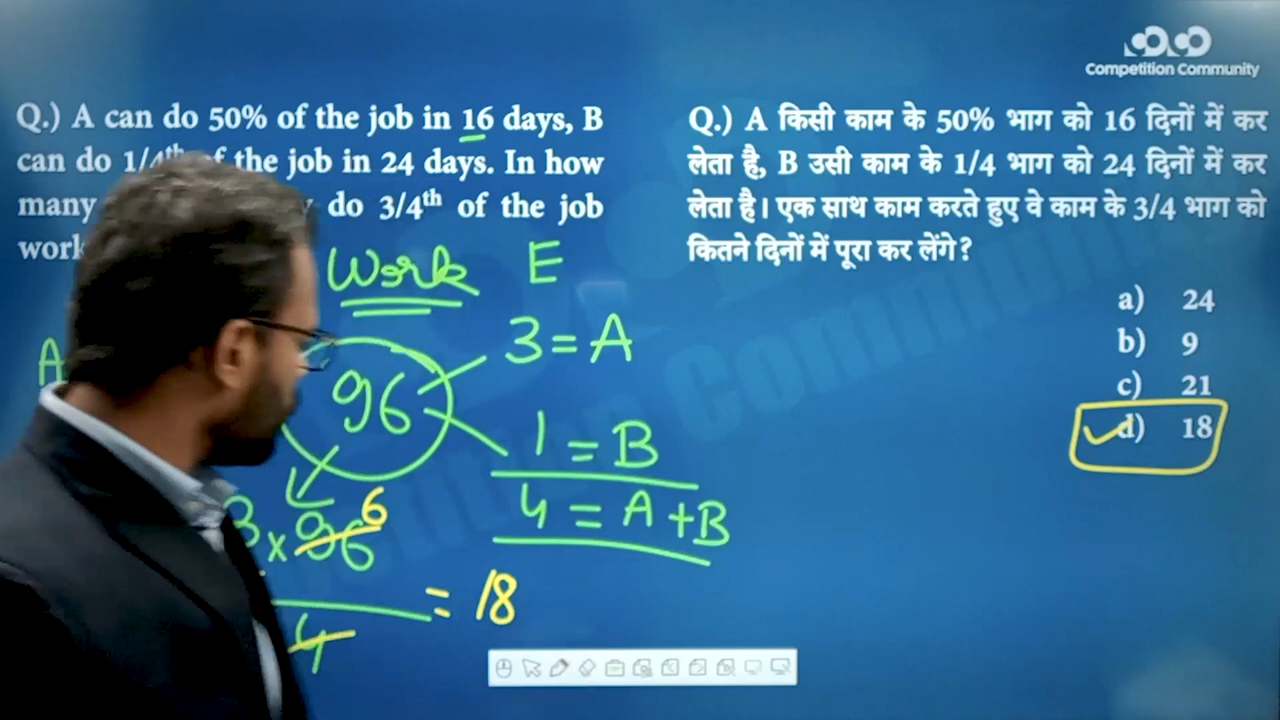 Competition Community
Q.) A can do 50% of the job in 16 days, B
can do 1/4th of the job in 24 days. In how
many do 3/4th of the job
work
Q.) A किसी काम के 50% भाग को 16 दिनों में कर
लेता है, B उसी काम के 1/4 भाग को 24 दिनों में कर
लेता है। एक साथ काम करते हुए वे काम के 3/4 भाग को
कितने दिनों में पूरा कर लेंगे?
a) 24
b) 9
c) 21
d) 18
Work E
A
96
3 = A
1 = B
4 = A + B
3 x 96 6
4
= 18